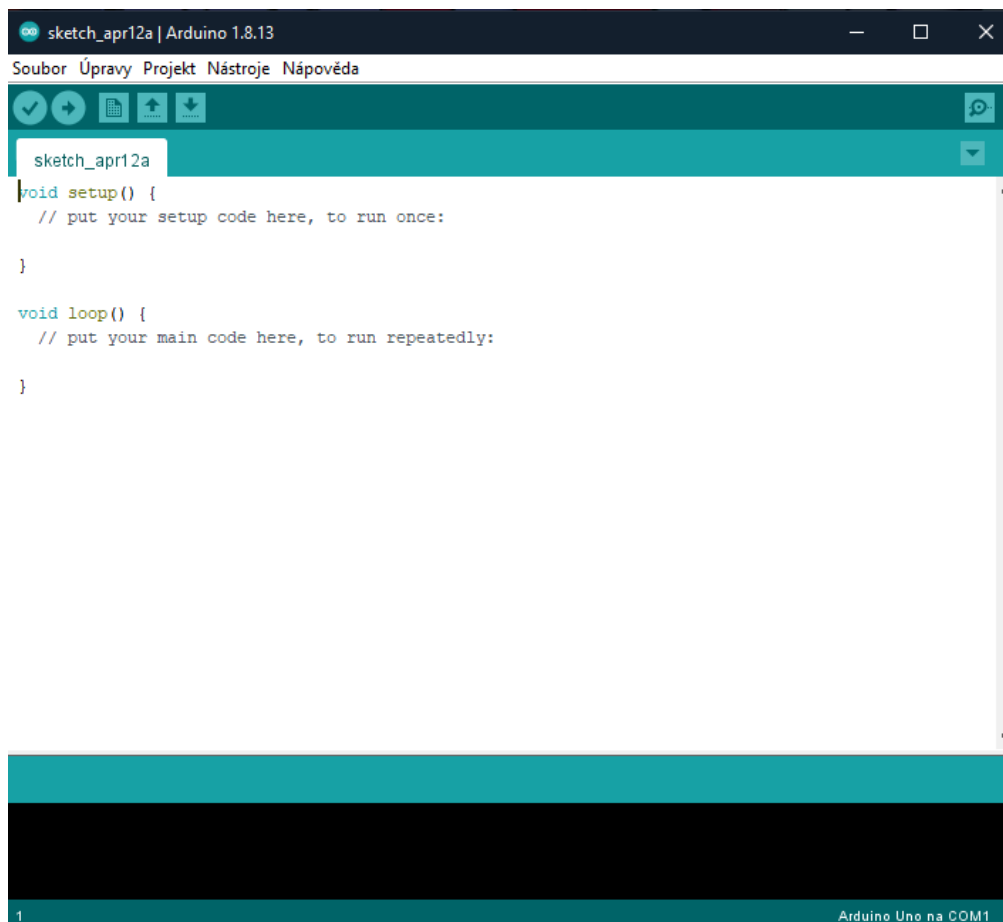 sketch_apr12a | Arduino 1.8.13
Soubor Úpravy Projekt Nástroje Nápověda
sketch_apr12a
void setup() {
  // put your setup code here, to run once:
}
void loop() {
  // put your main code here, to run repeatedly:
}
1 Arduino Uno na COM1